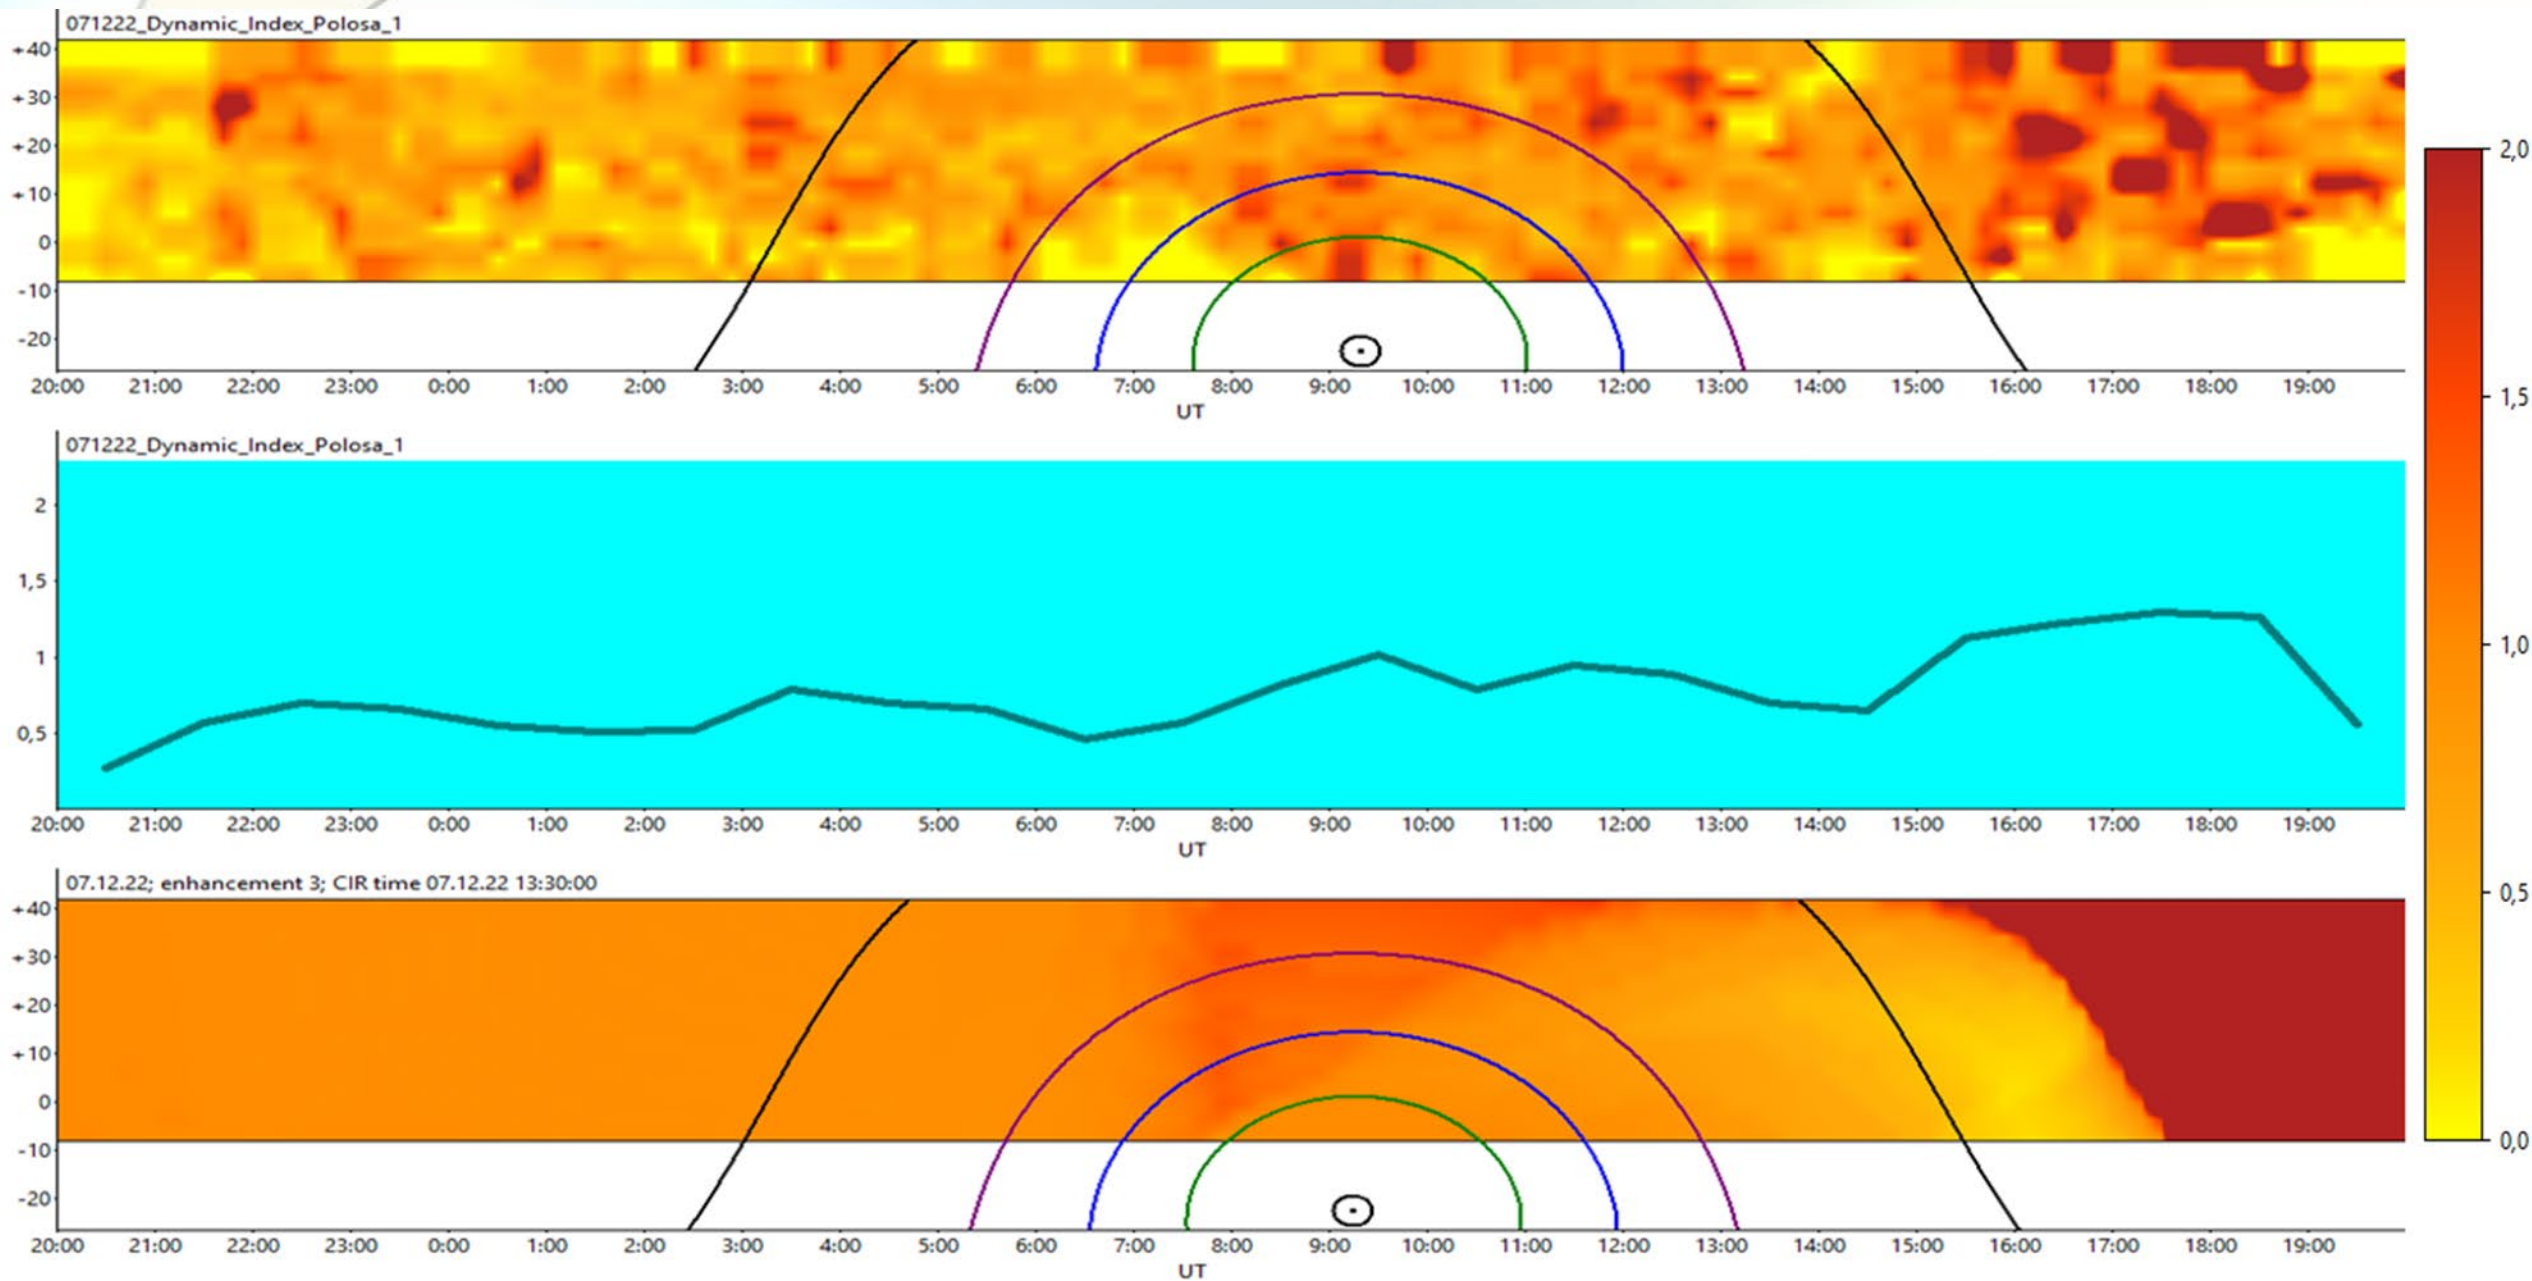 071222_Dynamic_Index_Polosa_1
+40
+30
+20
+10
0
-10
-20
20:00 21:00 22:00 23:00 0:00 1:00 2:00 3:00 4:00 5:00 6:00 7:00 8:00 9:00 10:00 11:00 12:00 13:00 14:00 15:00 16:00 17:00 18:00 19:00
UT
071222_Dynamic_Index_Polosa_1
2
1,5
1
0,5
20:00 21:00 22:00 23:00 0:00 1:00 2:00 3:00 4:00 5:00 6:00 7:00 8:00 9:00 10:00 11:00 12:00 13:00 14:00 15:00 16:00 17:00 18:00 19:00
UT
07.12.22; enhancement 3; CIR time 07.12.22 13:30:00
+40
+30
+20
+10
0
-10
-20
20:00 21:00 22:00 23:00 0:00 1:00 2:00 3:00 4:00 5:00 6:00 7:00 8:00 9:00 10:00 11:00 12:00 13:00 14:00 15:00 16:00 17:00 18:00 19:00
UT
2,0
1,5
1,0
0,5
0,0